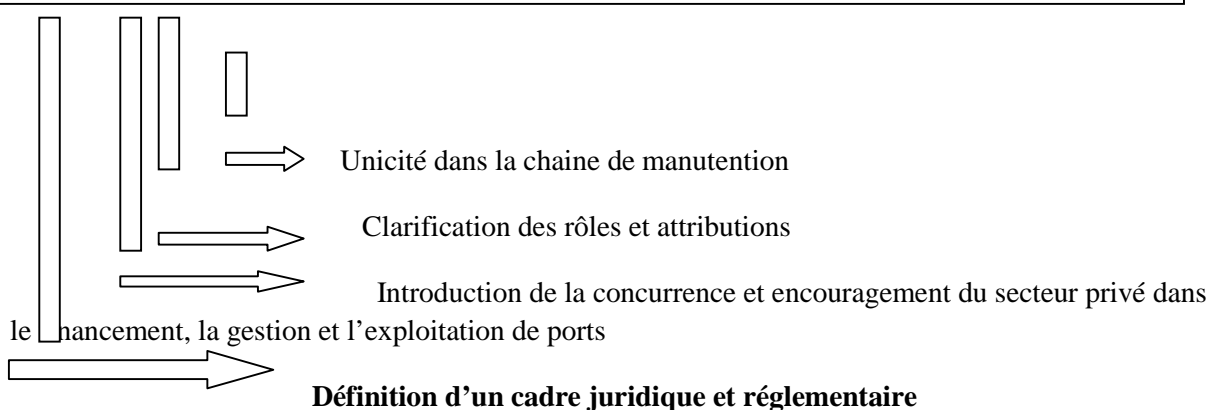 Unicité dans la chaine de manutention
Clarification des rôles et attributions
Introduction de la concurrence et encouragement du secteur privé dans
le nancement, la gestion et l’exploitation de ports
Définition d’un cadre juridique et réglementaire